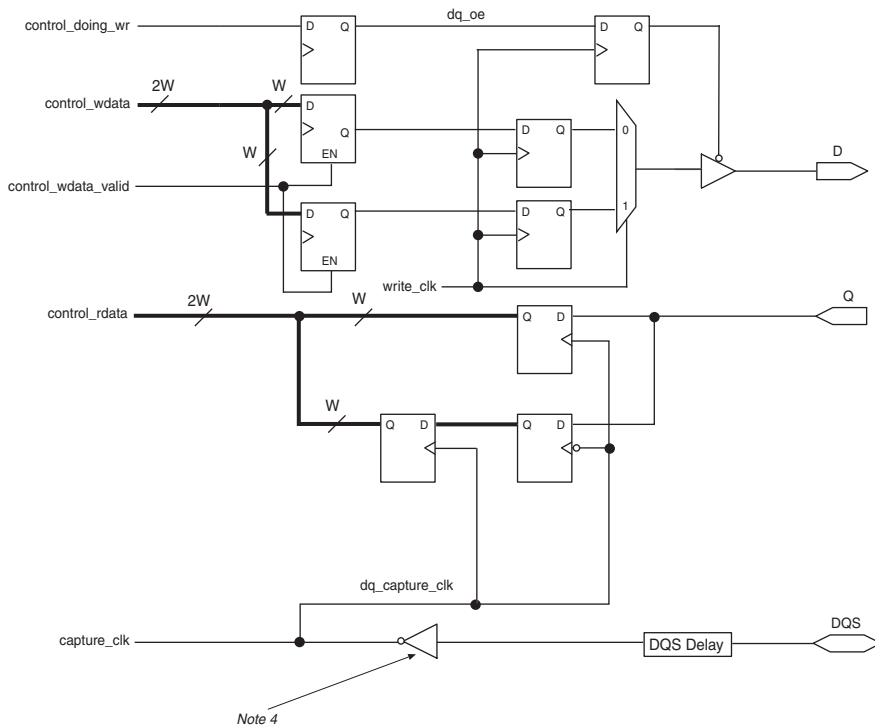 control_doing_wr
D Q
dq_oe
D Q
2W
W
control_wdata
D
Q
EN
W
D Q
0
D
control_wdata_valid
D Q
EN
D Q
1
write_clk
control_rdata
2W
W
Q D
Q
W
Q D
Q D
dq_capture_clk
capture_clk
DQS Delay
DQS
Note 4